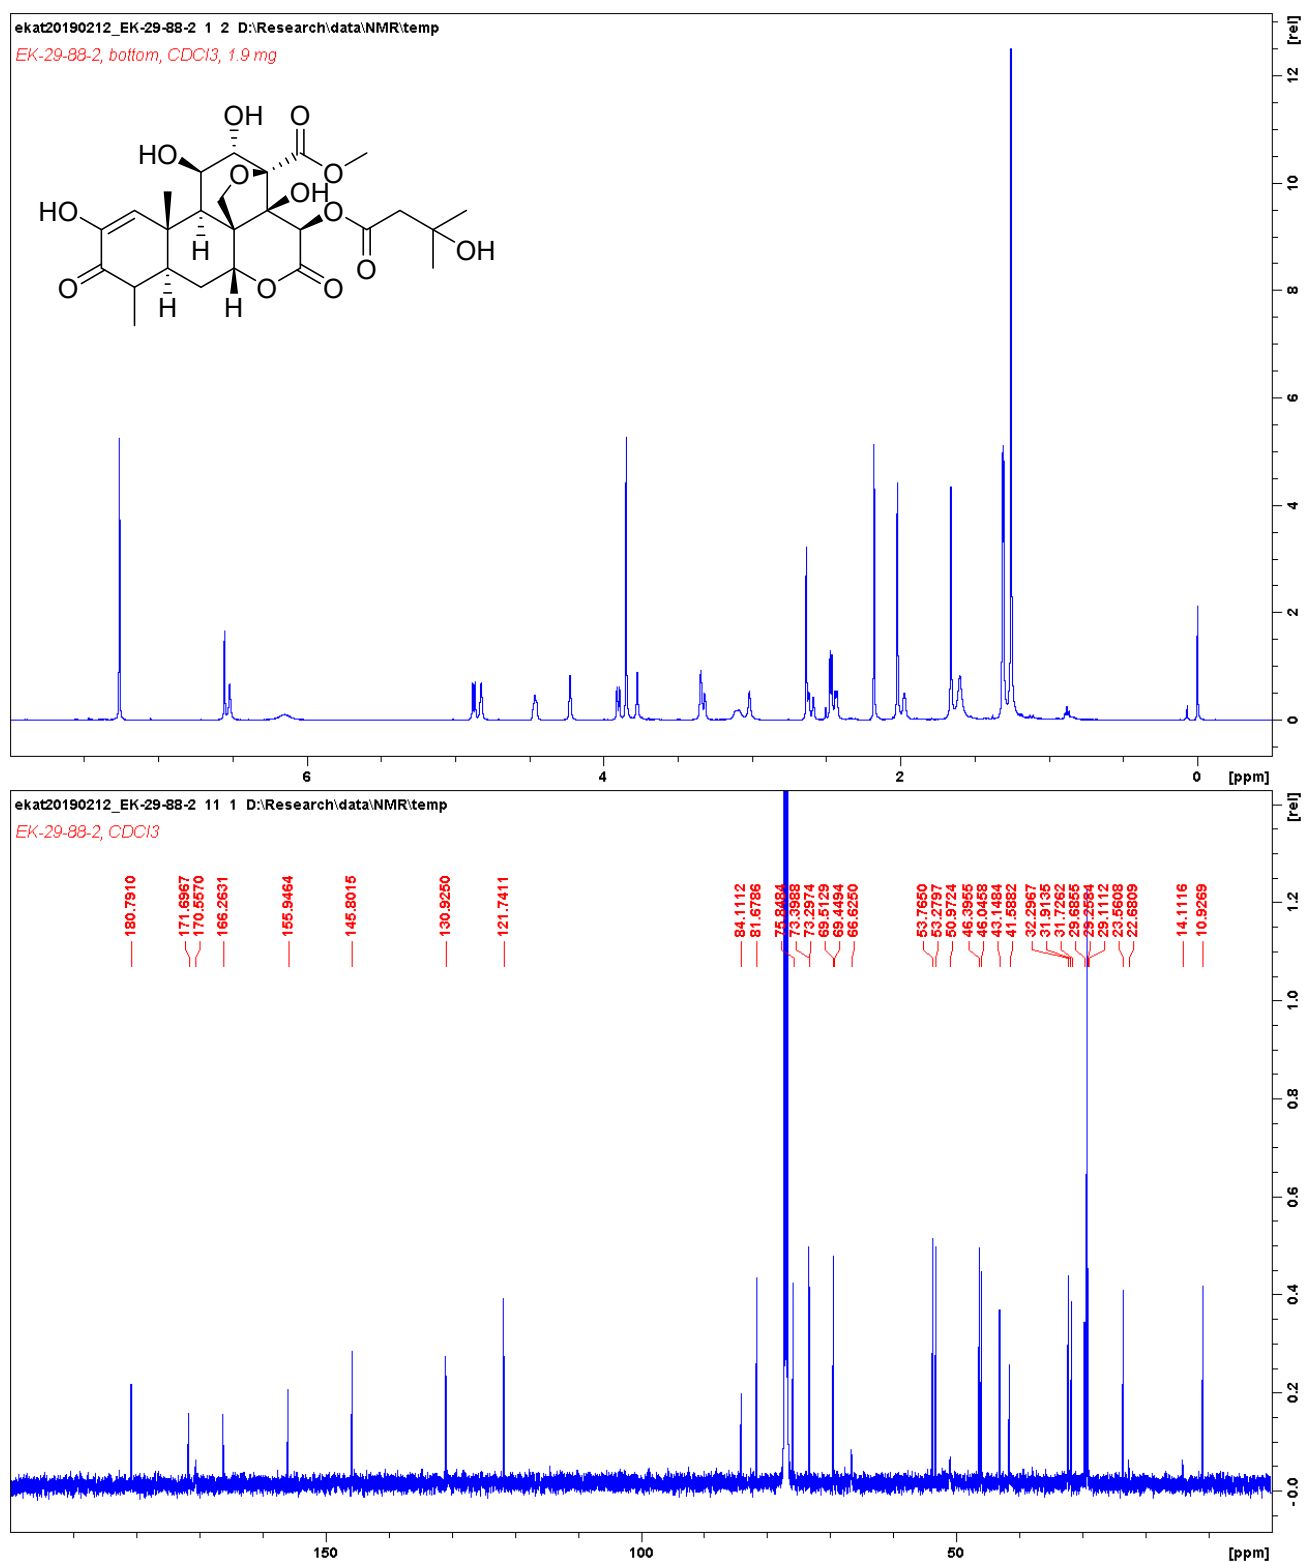 ekat20190212_EK-29-88-2 1 2 D:\Research\data\NMR\temp
EK-29-88-2, bottom, CDCl3, 1.9 mg
OH
O
HO
O
O
OH
HO
O
O
H
OH
O
O
H
H
O
O
[rel]
12
10
8
6
4
2
0
6
4
2
0
[ppm]
ekat20190212_EK-29-88-2 11 1 D:\Research\data\NMR\temp
EK-29-88-2, CDCl3
180.7910
171.6967
170.5570
166.2631
155.9464
145.8015
130.9250
121.7411
84.1112
81.6786
75.8484
73.3988
73.2974
69.5129
69.4494
66.6250
53.7650
53.2797
50.9724
46.3955
46.0458
43.1484
41.5882
32.2967
31.9135
31.7262
29.6855
29.2584
29.1112
23.5608
22.6809
14.1116
10.9269
[rel]
1.2
1.0
0.8
0.6
0.4
0.2
-0.0
150
100
50
[ppm]